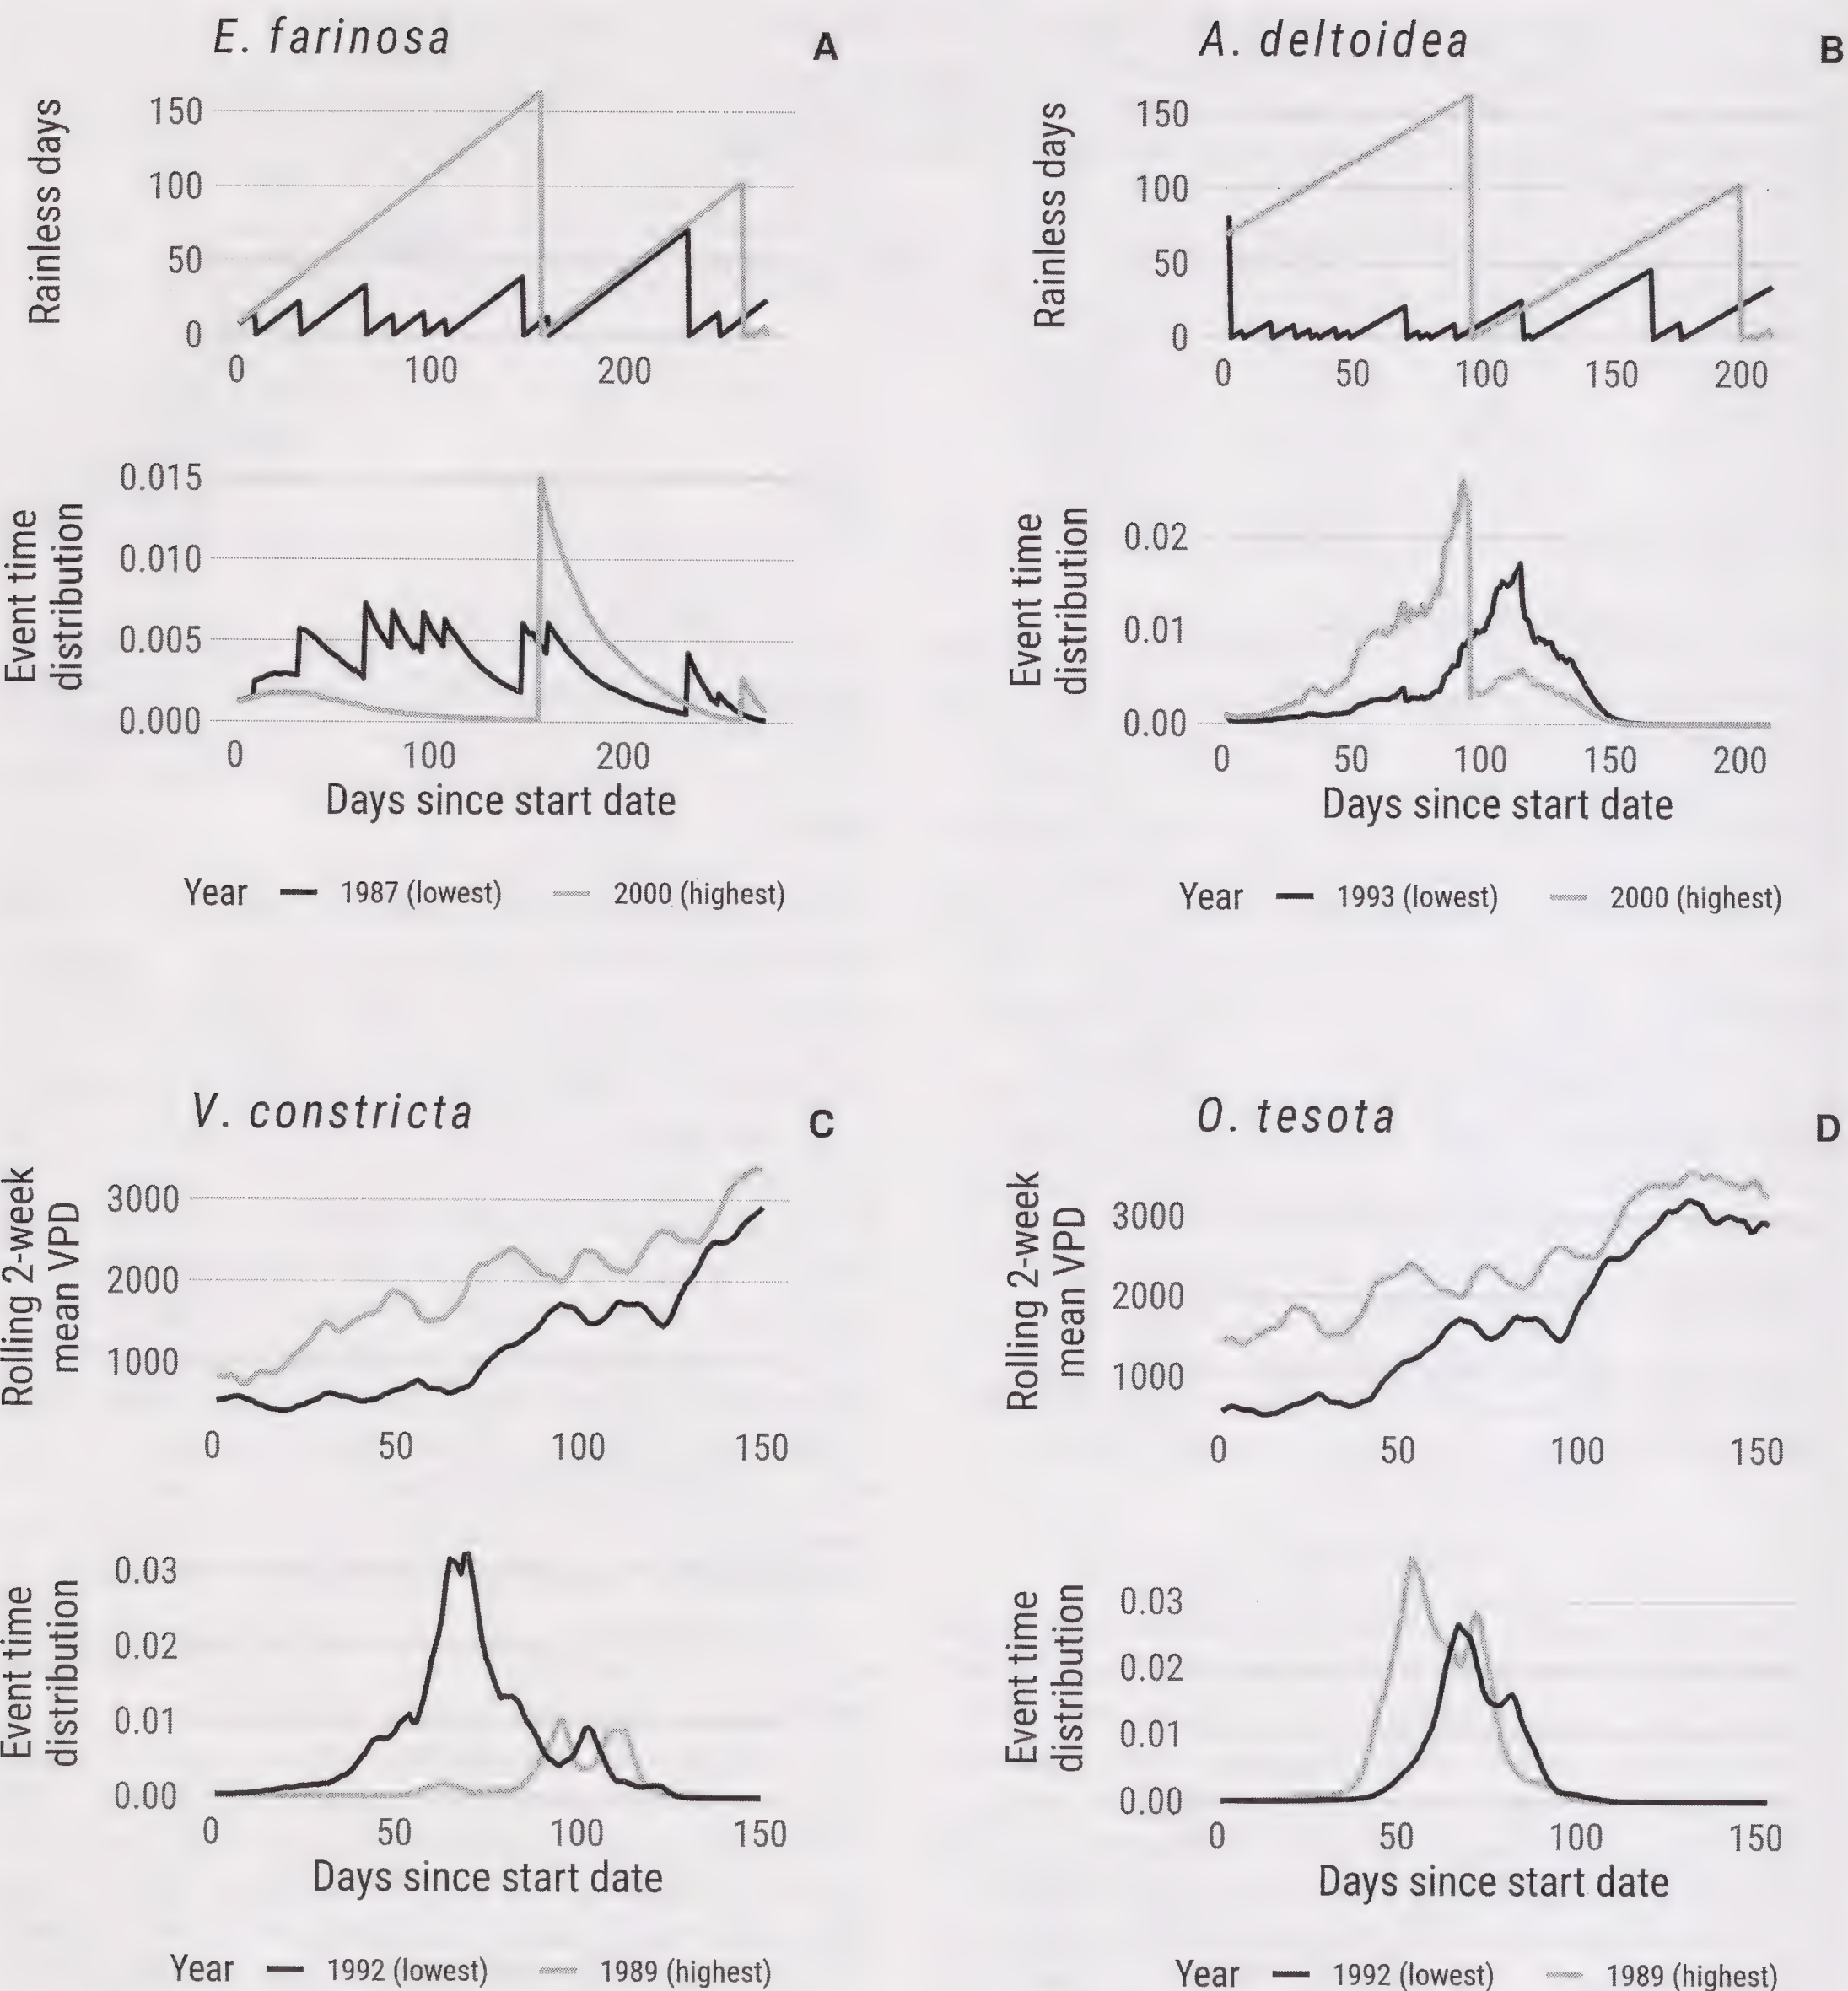 E. farinosa
A
Rainless days
150
100
50
0
0 100 200
Event time
distribution
0.015
0.010
0.005
0.000
0 100 200
Days since start date
Year 1987 (lowest) 2000 (highest)
A. deltoidea
B
Rainless days
150
100
50
0
0 50 100 150 200
Event time
distribution
0.02
0.01
0.00
0 50 100 150 200
Days since start date
Year 1993 (lowest) 2000 (highest)
V. constricta
C
Rolling 2-week
mean VPD
3000
2000
1000
0 50 100 150
Event time
distribution
0.03
0.02
0.01
0.00
0 50 100 150
Days since start date
Year 1992 (lowest) 1989 (highest)
O. tesota
D
Rolling 2-week
mean VPD
3000
2000
1000
0 50 100 150
Event time
distribution
0.03
0.02
0.01
0.00
0 50 100 150
Days since start date
Year 1992 (lowest) 1989 (highest)